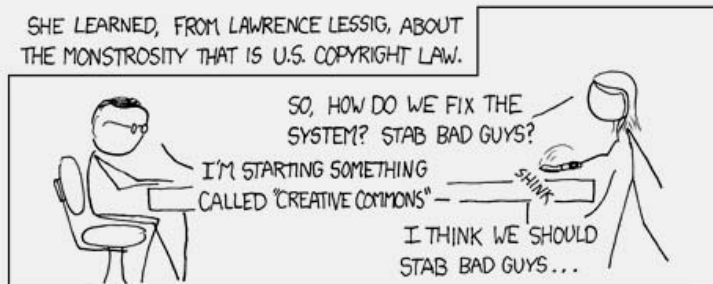 SHE LEARNED, FROM LAWRENCE LESSIG, ABOUT
THE MONSTROSITY THAT IS U.S. COPYRIGHT LAW.
SO, HOW DO WE FIX THE
SYSTEM? STAB BAD GUYS?
I'M STARTING SOMETHING
CALLED "CREATIVE COMMONS"—
SHINK
I THINK WE SHOULD
STAB BAD GUYS...